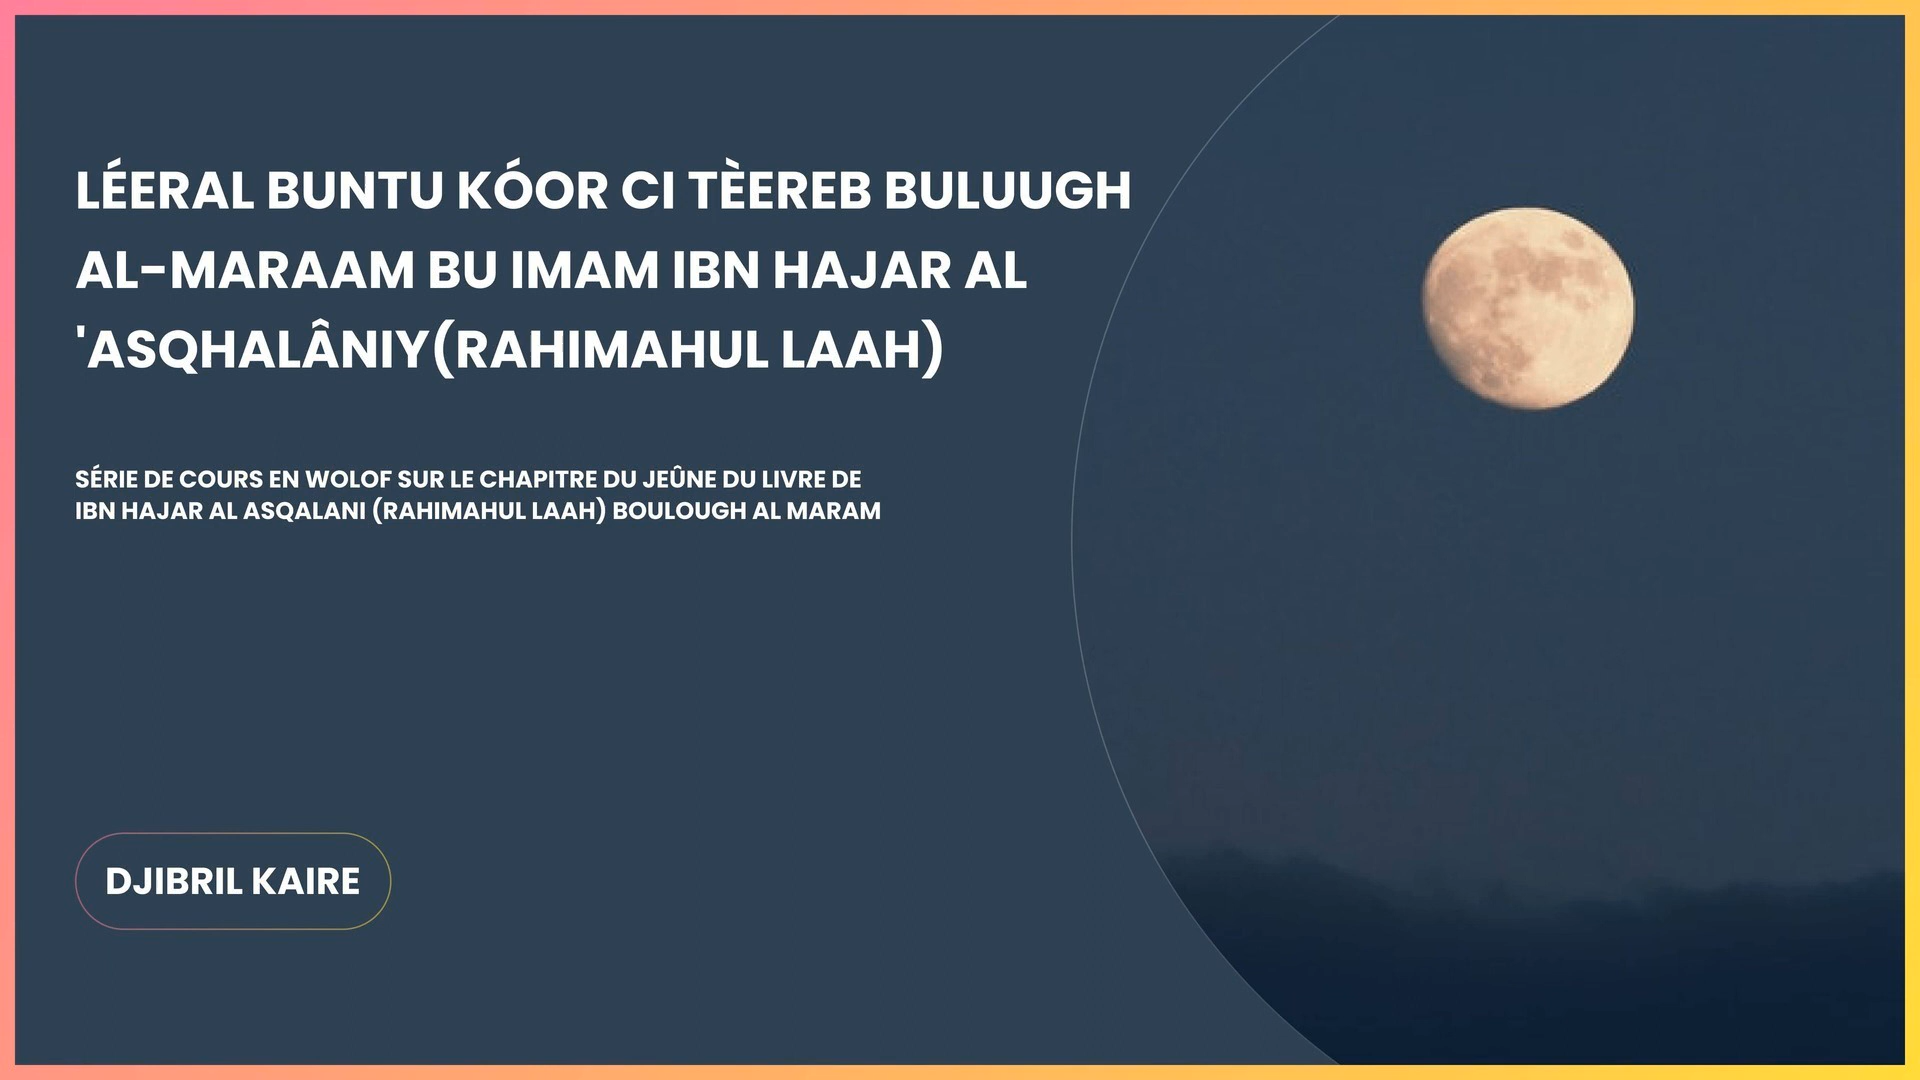 LÉERAL BUNTU KÓOR CI TÈEREB BULUUGH
AL-MARAAM BU IMAM IBN HAJAR AL
'ASQHALÂNIY(RAHIMAHUL LAAH)
SÉRIE DE COURS EN WOLOF SUR LE CHAPITRE DU JEÛNE DU LIVRE DE
IBN HAJAR AL ASQALANI (RAHIMAHUL LAAH) BOULOUGH AL MARAM
DJIBRIL KAIRE